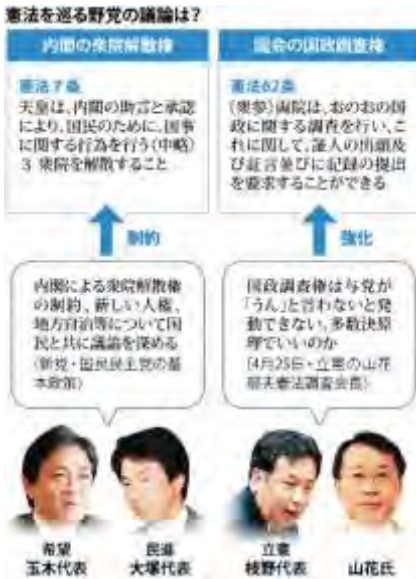 憲法を巡る野党の議論は？
内閣の衆院解散権
憲法7条
天皇は、内閣の助言と承認
により、国民のために、国事
に関する行為を行う（中略）
3 衆院を解散すること
制約
内閣による衆院解散権
の制約、新しい人権、
地方自治等について国
民と共に議論を深める
（新党・国民民主党の基
本政策）
希望
玉木代表
民進
大塚代表
国会の国政調査権
憲法62条
（衆参）両院は、おのおの国
政に関する調査を行い、こ
れに関して、証人の出頭及
び証言並びに記録の提出
を要求することができる
強化
国政調査権は与党が
「うん」と言わないと発
動できない。多数決原
理でいいのか
（4月25日・立憲の山花
郁夫憲法調査会長）
立憲
枝野代表
山花氏